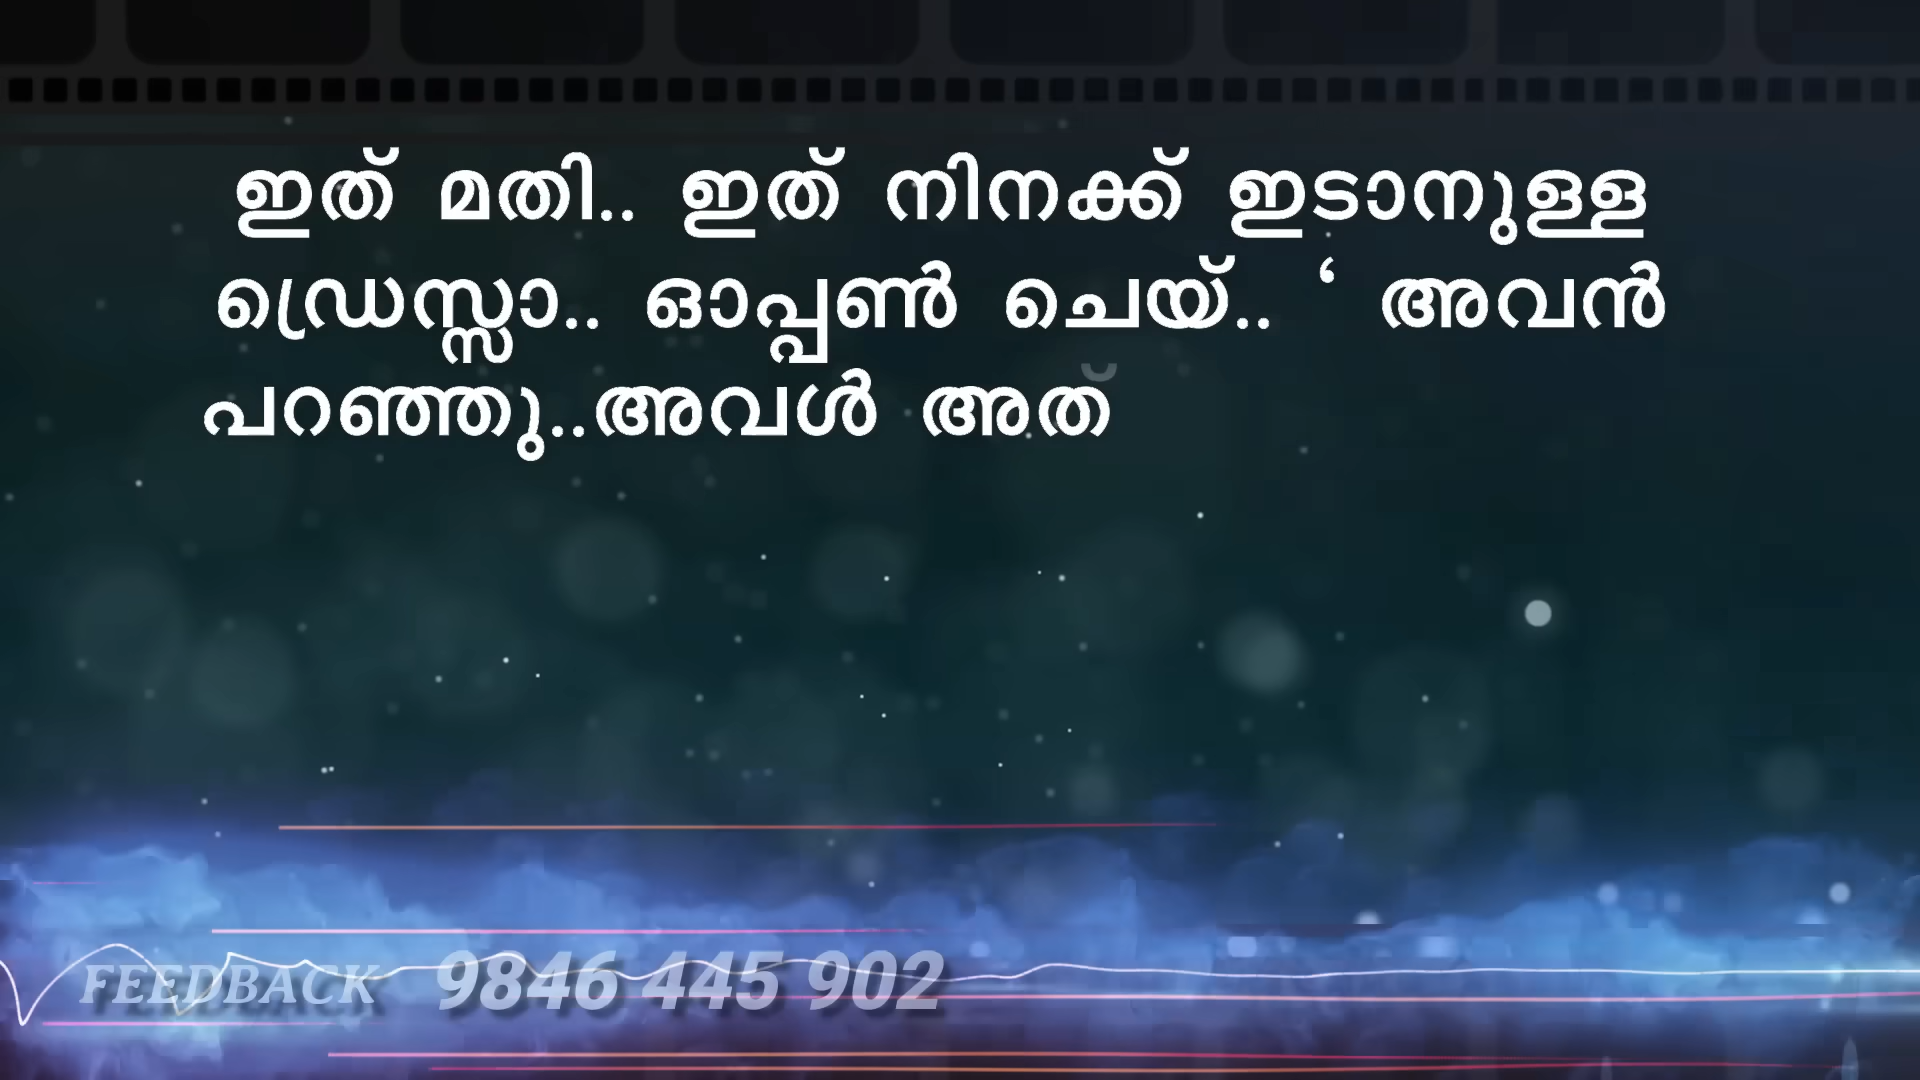 ഇത് മതി.. ഇത് നിനക്ക് ഇടാനുള്ള
ഡ്രെസ്സാ.. ഓപ്പൺ ചെയ്.. ‘ അവൻ
പറഞ്ഞു..അവൾ അത്
FEEDBACK 9846 445 902